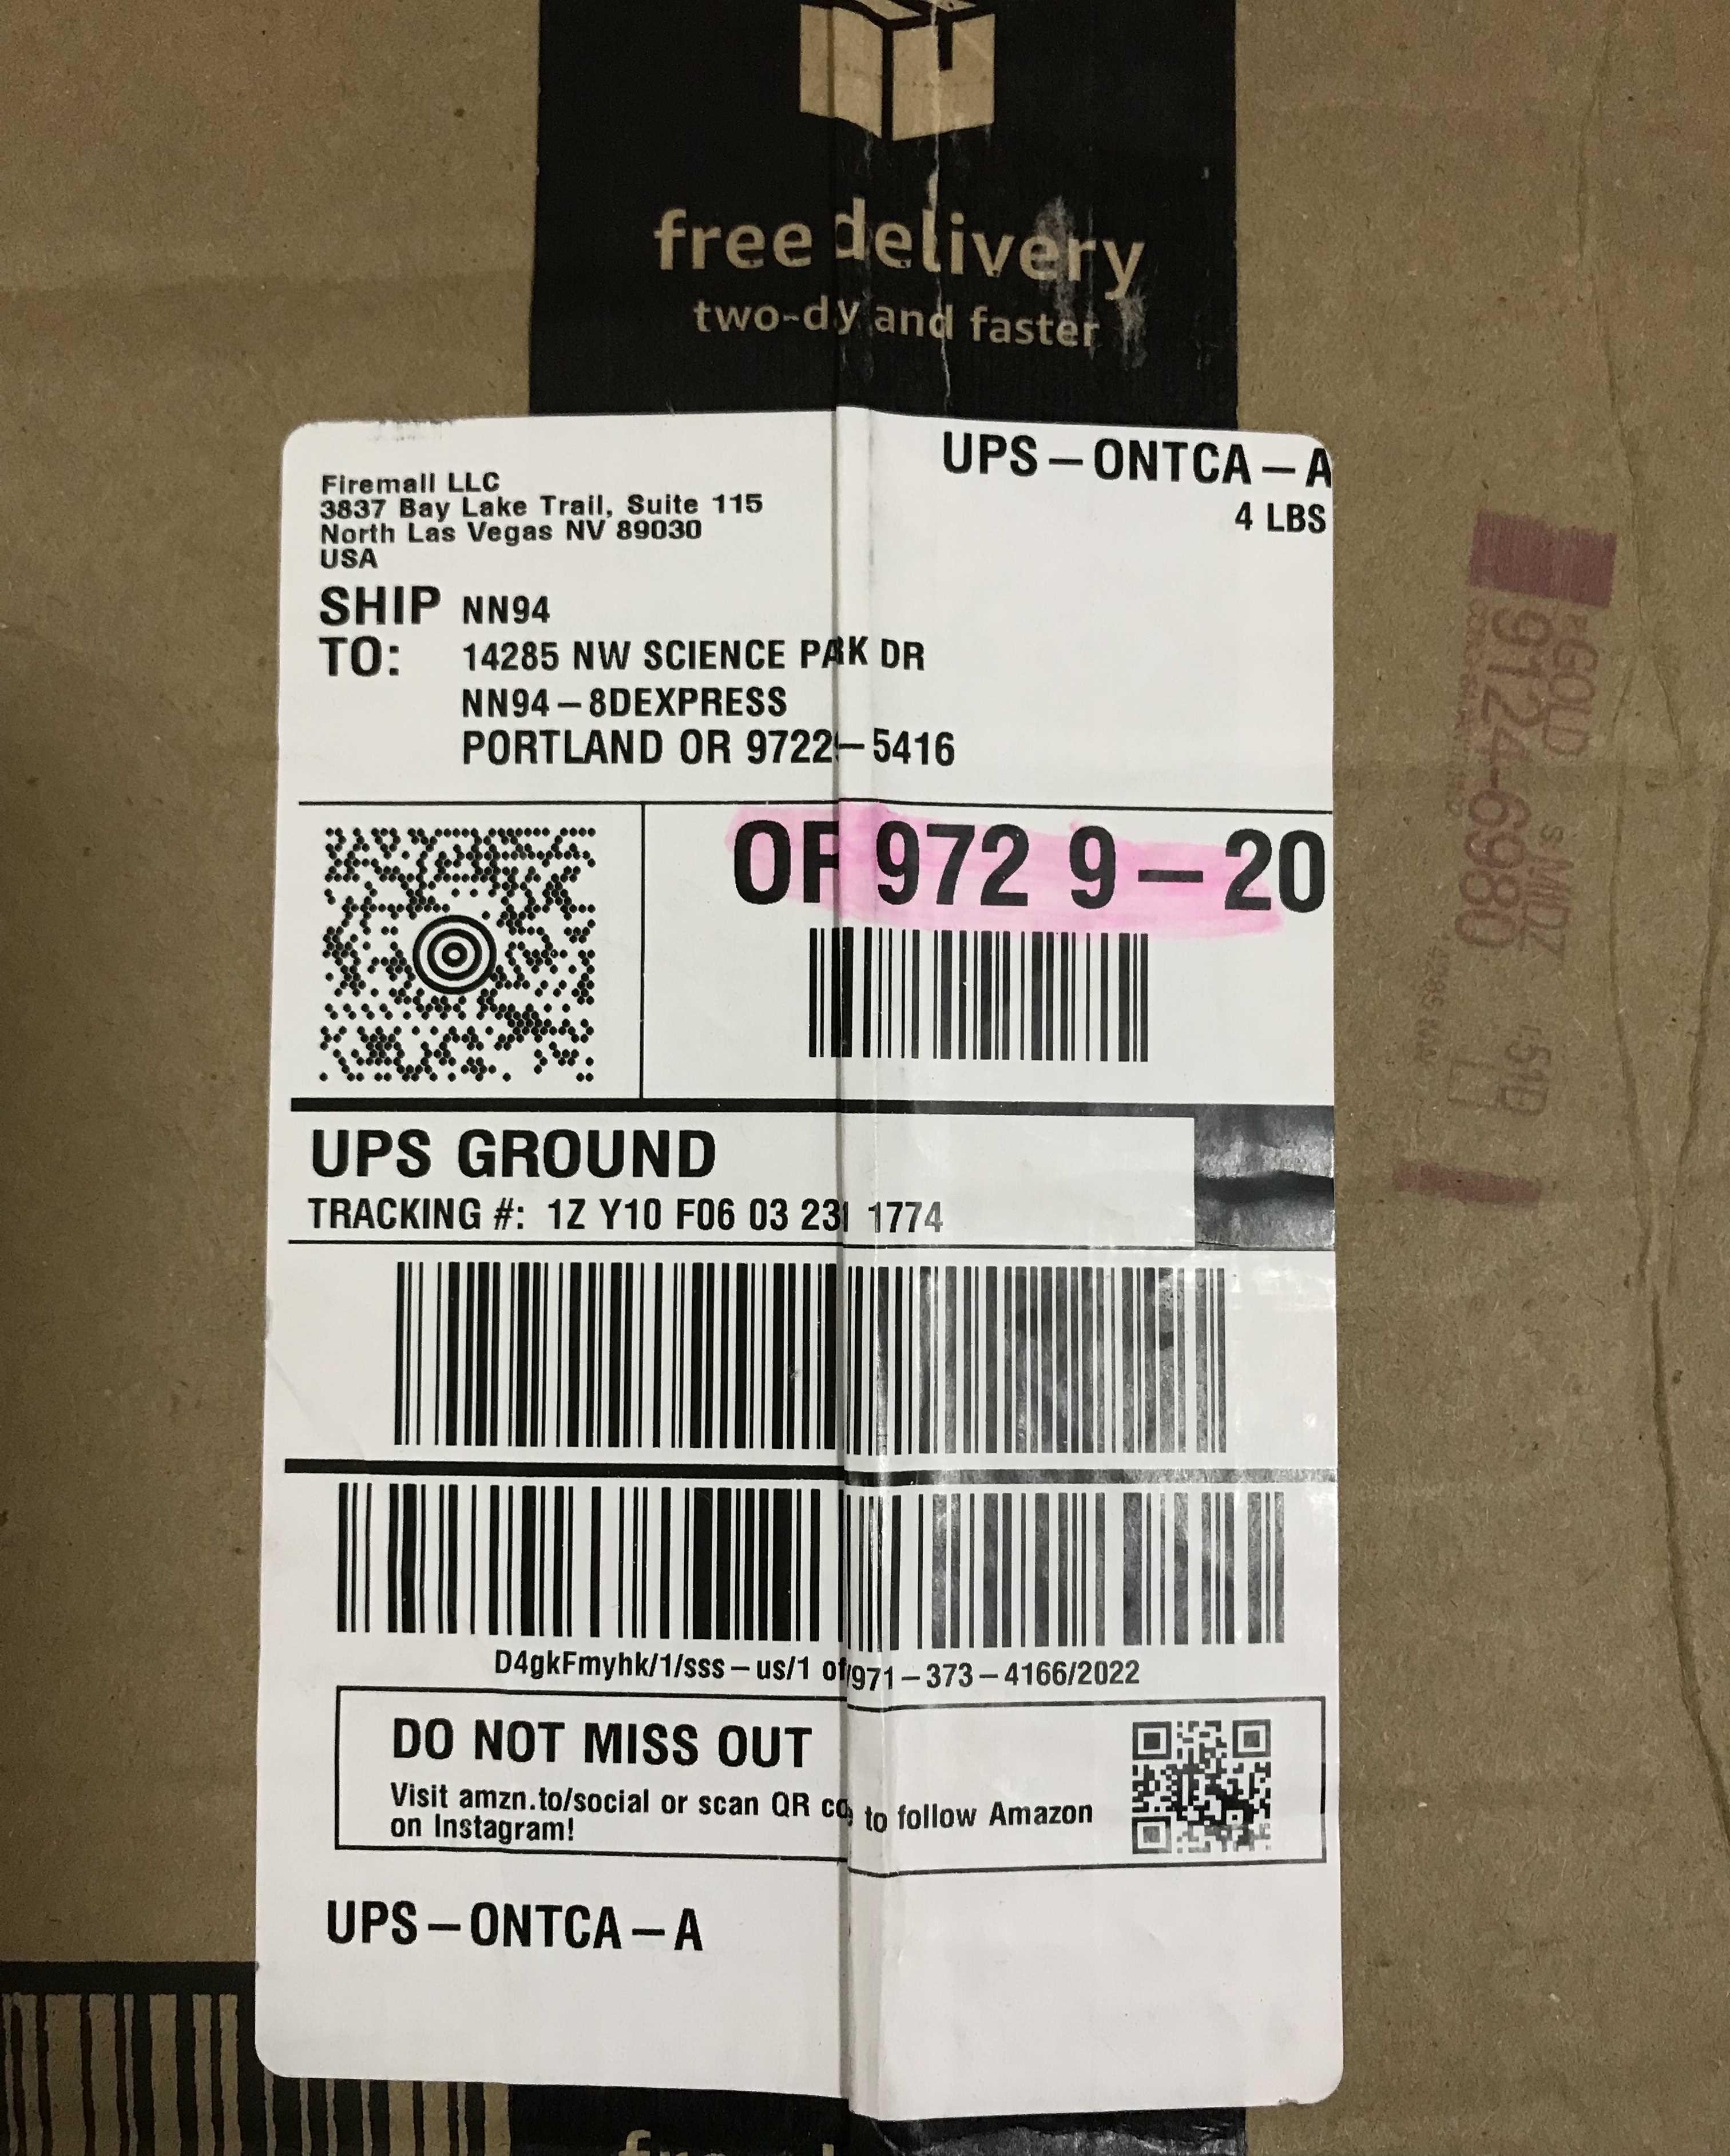 free delivery
two-dy and faster
UPS – ONTCA – A
4 LBS
Firemall LLC
3837 Bay Lake Trail, Suite 115
North Las Vegas NV 89030
USA
SHIP TO:
NN94
14285 NW SCIENCE PARK DR
NN94 – 8DEXPRESS
PORTLAND OR 9722 – 5416
972 9 – 20
UPS GROUND
TRACKING #: 1Z Y10 F06 03 23 1774
D4gkFmyhk/1/sss – us/1 of/971 – 373 – 4166/2022
DO NOT MISS OUT
Visit amzn.to/social or scan QR to follow Amazon
on Instagram!
UPS – ONTCA – A
9124-6980